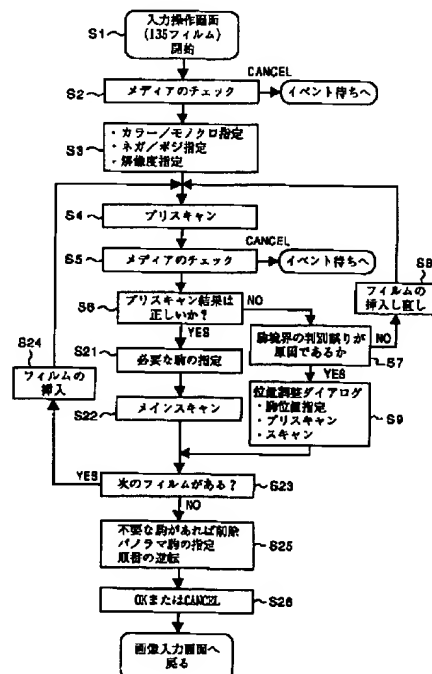 S1
入力操作画面
(135フィルム)
開始
S2
メディアのチェック
CANCEL
イベント待ちへ
S3
・カラー/モノクロ指定
・ネガ/ポジ指定
・解像度指定
S4
プリスキャン
S5
メディアのチェック
CANCEL
イベント待ちへ
S6
プリスキャン結果は
正しいか?
NO
YES
S8
フィルムの
挿入し直し
S7
駒境界の判別誤りが
原因であるか
NO
YES
S9
位置調整ダイアログ
・駒位置指定
・プリスキャン
・スキャン
S21
必要な駒の指定
S22
メインスキャン
S24
フィルムの
挿入
YES
次のフィルムがある?
S23
NO
不要な駒があれば削除
パノラマ駒の指定
順番の逆転
S25
OKまたはCANCEL
S26
画像入力画面へ
戻る